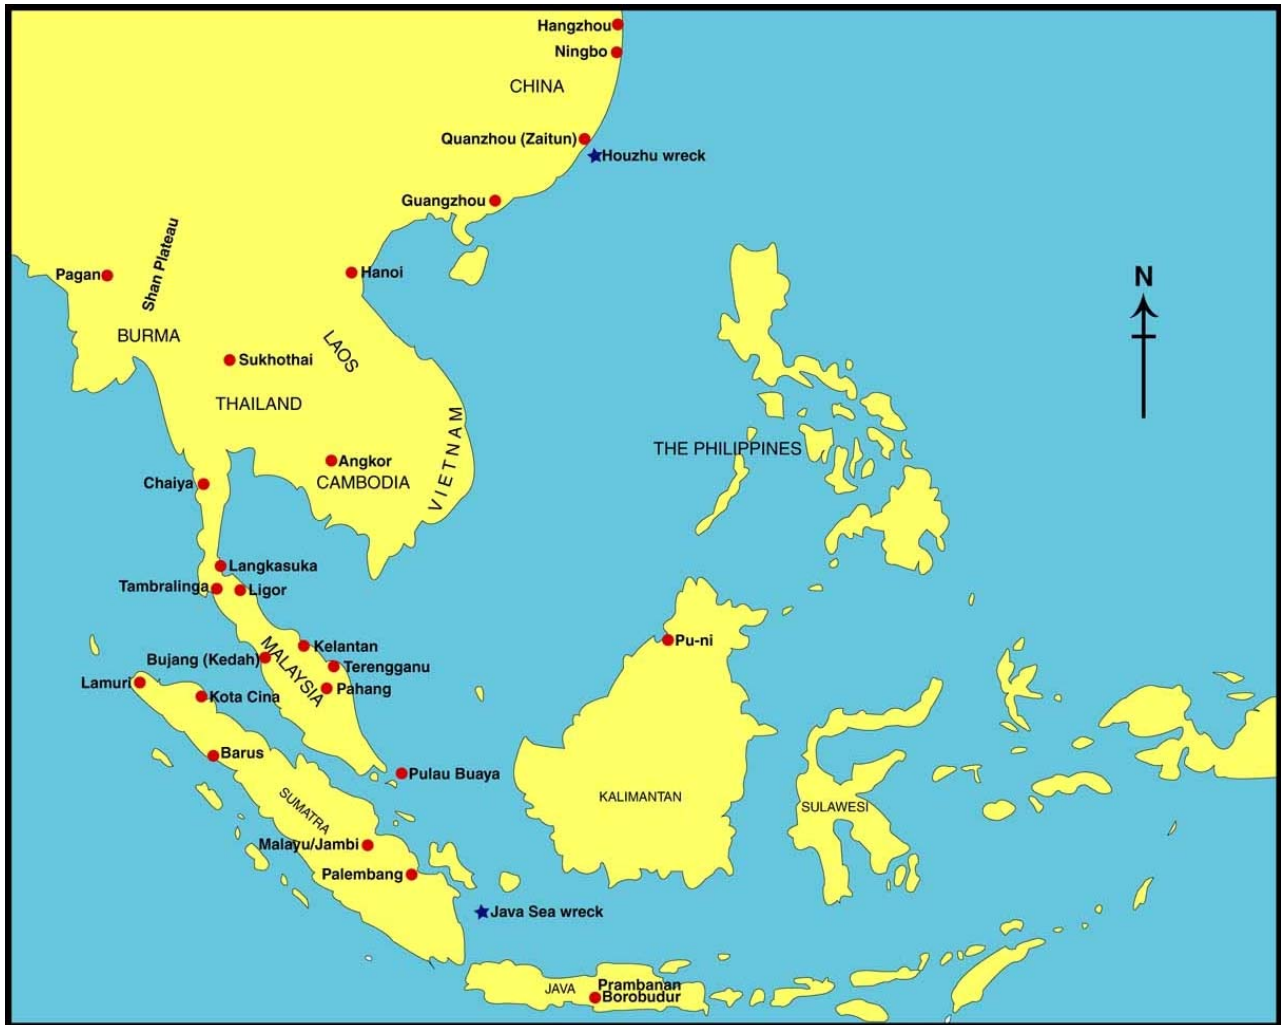 Hangzhou
Ningbo
CHINA
Quanzhou (Zaitun)
Houzhu wreck
Guangzhou
Shan Plateau
Pagan
Hanoi
N
BURMA
LAOS
Sukhothai
THAILAND
VIETNAM
THE PHILIPPINES
Angkor
CAMBODIA
Chaiya
Langkasuka
Tambralinga
Ligor
Pu-ni
Kelantan
Bujang (Kedah)
MALAYSIA
Terengganu
Lamuri
Pahang
Kota Cina
Barus
Pulau Buaya
KALIMANTAN
SUMATRA
SULAWESI
Malayu/Jambi
Palembang
Java Sea wreck
JAVA
Prambanan
Borobudur